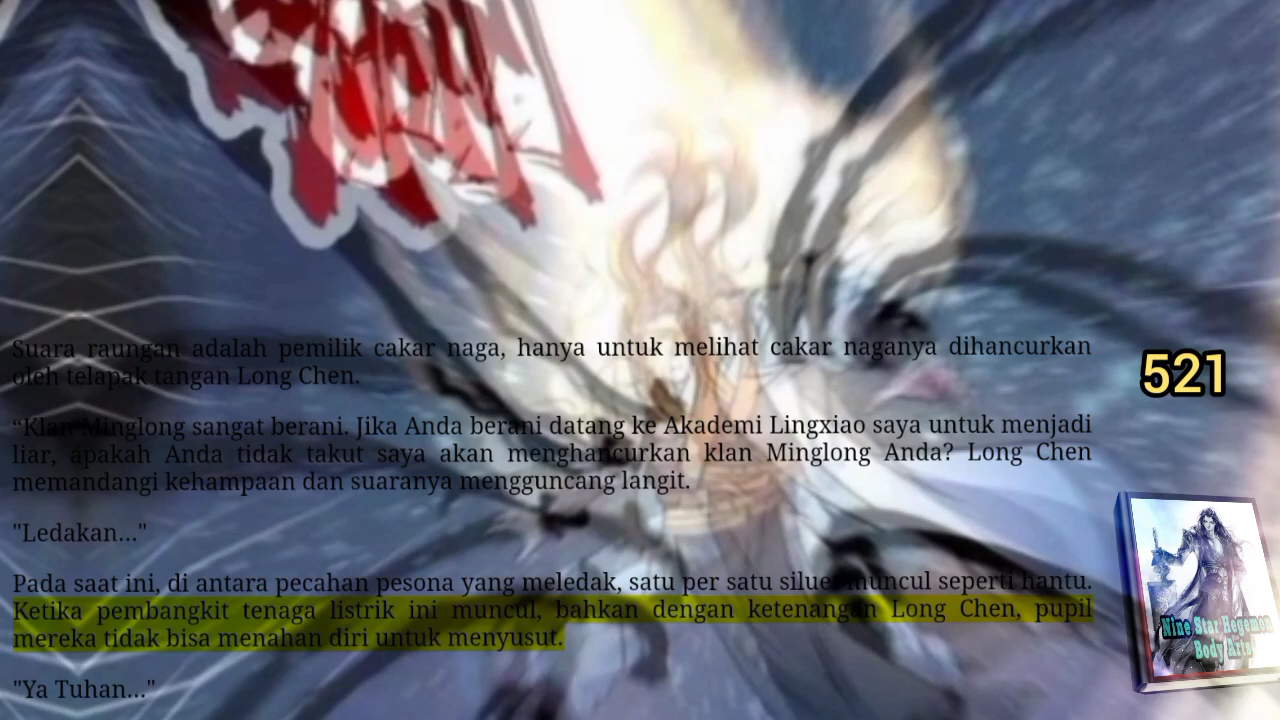 Suara raungan adalah pemilik cakar naga, hanya untuk melihat cakar naganya dihancurkan
oleh telapak tangan Long Chen.
“Klan Minglong sangat berani. Jika Anda berani datang ke Akademi Lingxiao saya untuk menjadi
liar, apakah Anda tidak takut saya akan menghancurkan klan Minglong Anda? Long Chen
memandangi kehampaan dan suaranya mengguncang langit.
"Ledakan..."
Pada saat ini, di antara pecahan pesona yang meledak, satu per satu siluet muncul seperti hantu.
Ketika pembangkit tenaga listrik ini muncul, bahkan dengan ketenangan Long Chen, pupil
mereka tidak bisa menahan diri untuk menyusut.
"Ya Tuhan..."
521
Nine Star Hegemon
Body Arts